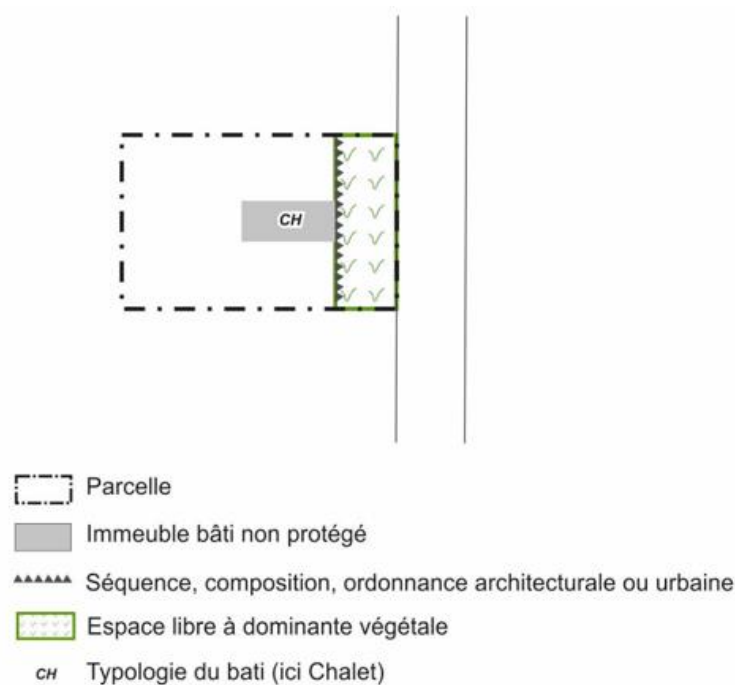 CH
Parcelle
Immeuble bâti non protégé
Séquence, composition, ordonnance architecturale ou urbaine
Espace libre à dominante végétale
CH Typologie du bati (ici Chalet)